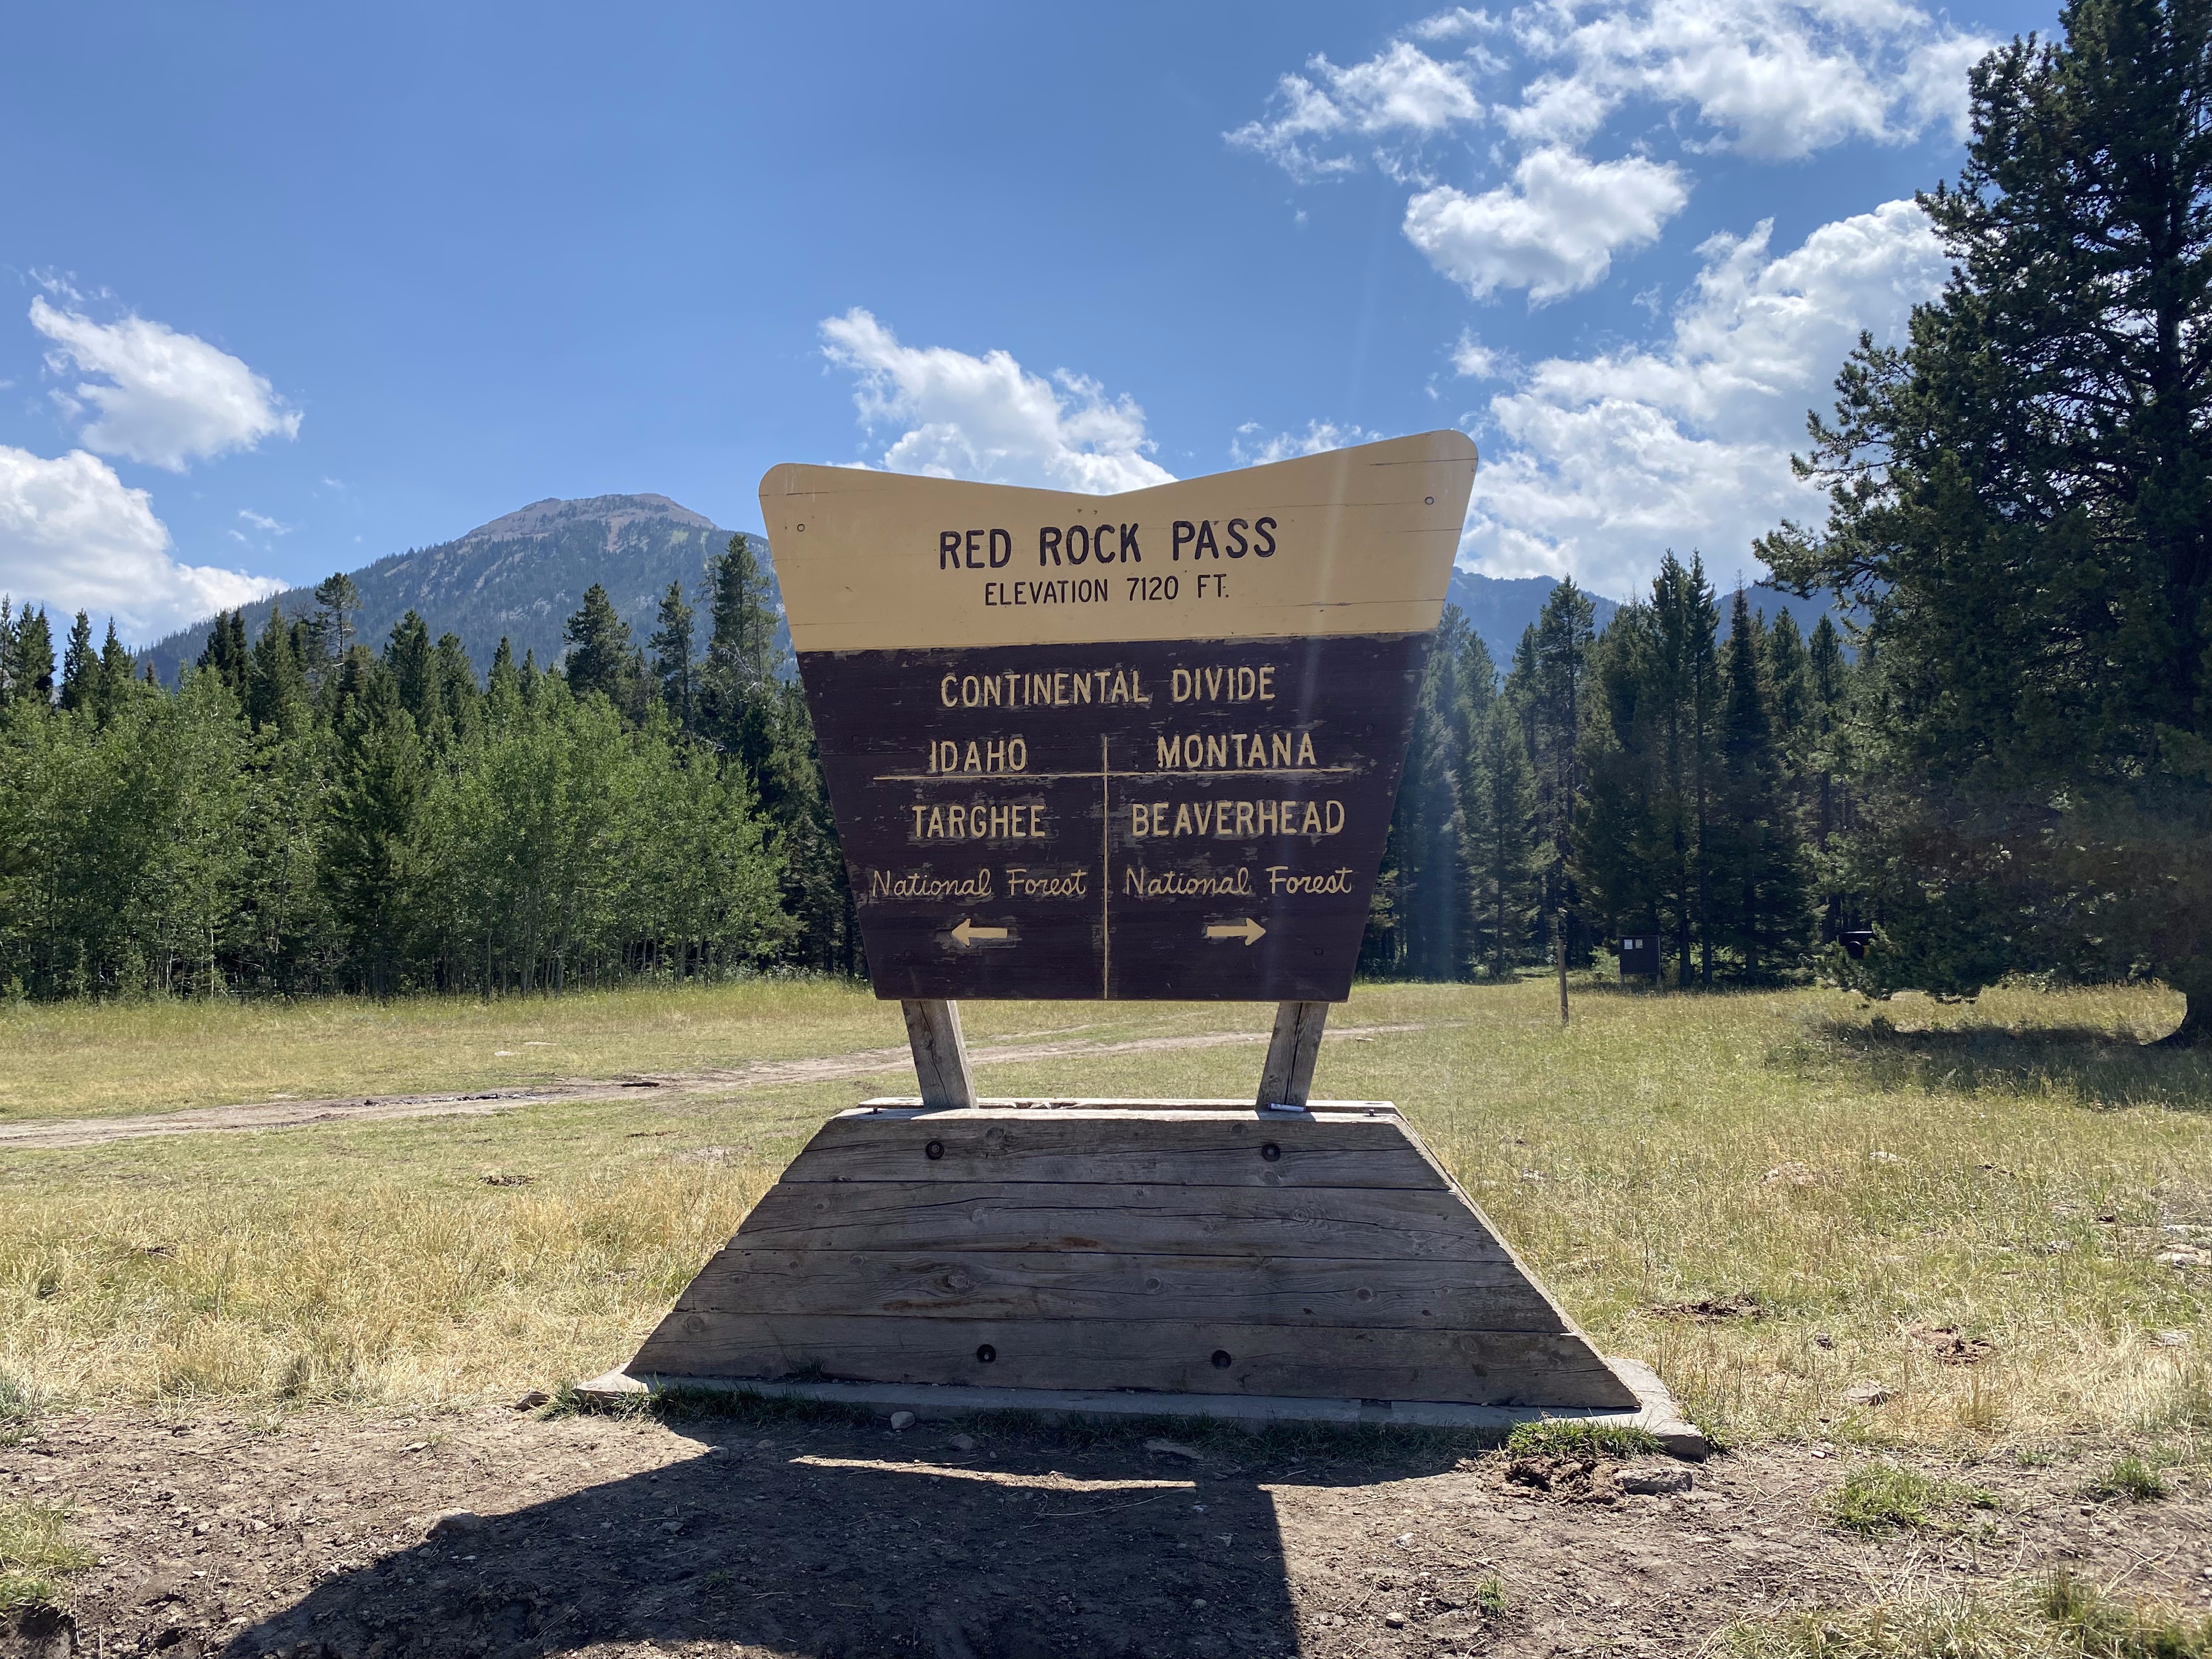 RED ROCK PASS
ELEVATION 7120 FT.
CONTINENTAL DIVIDE
IDAHO MONTANA
TARGHEE BEAVERHEAD
National Forest National Forest